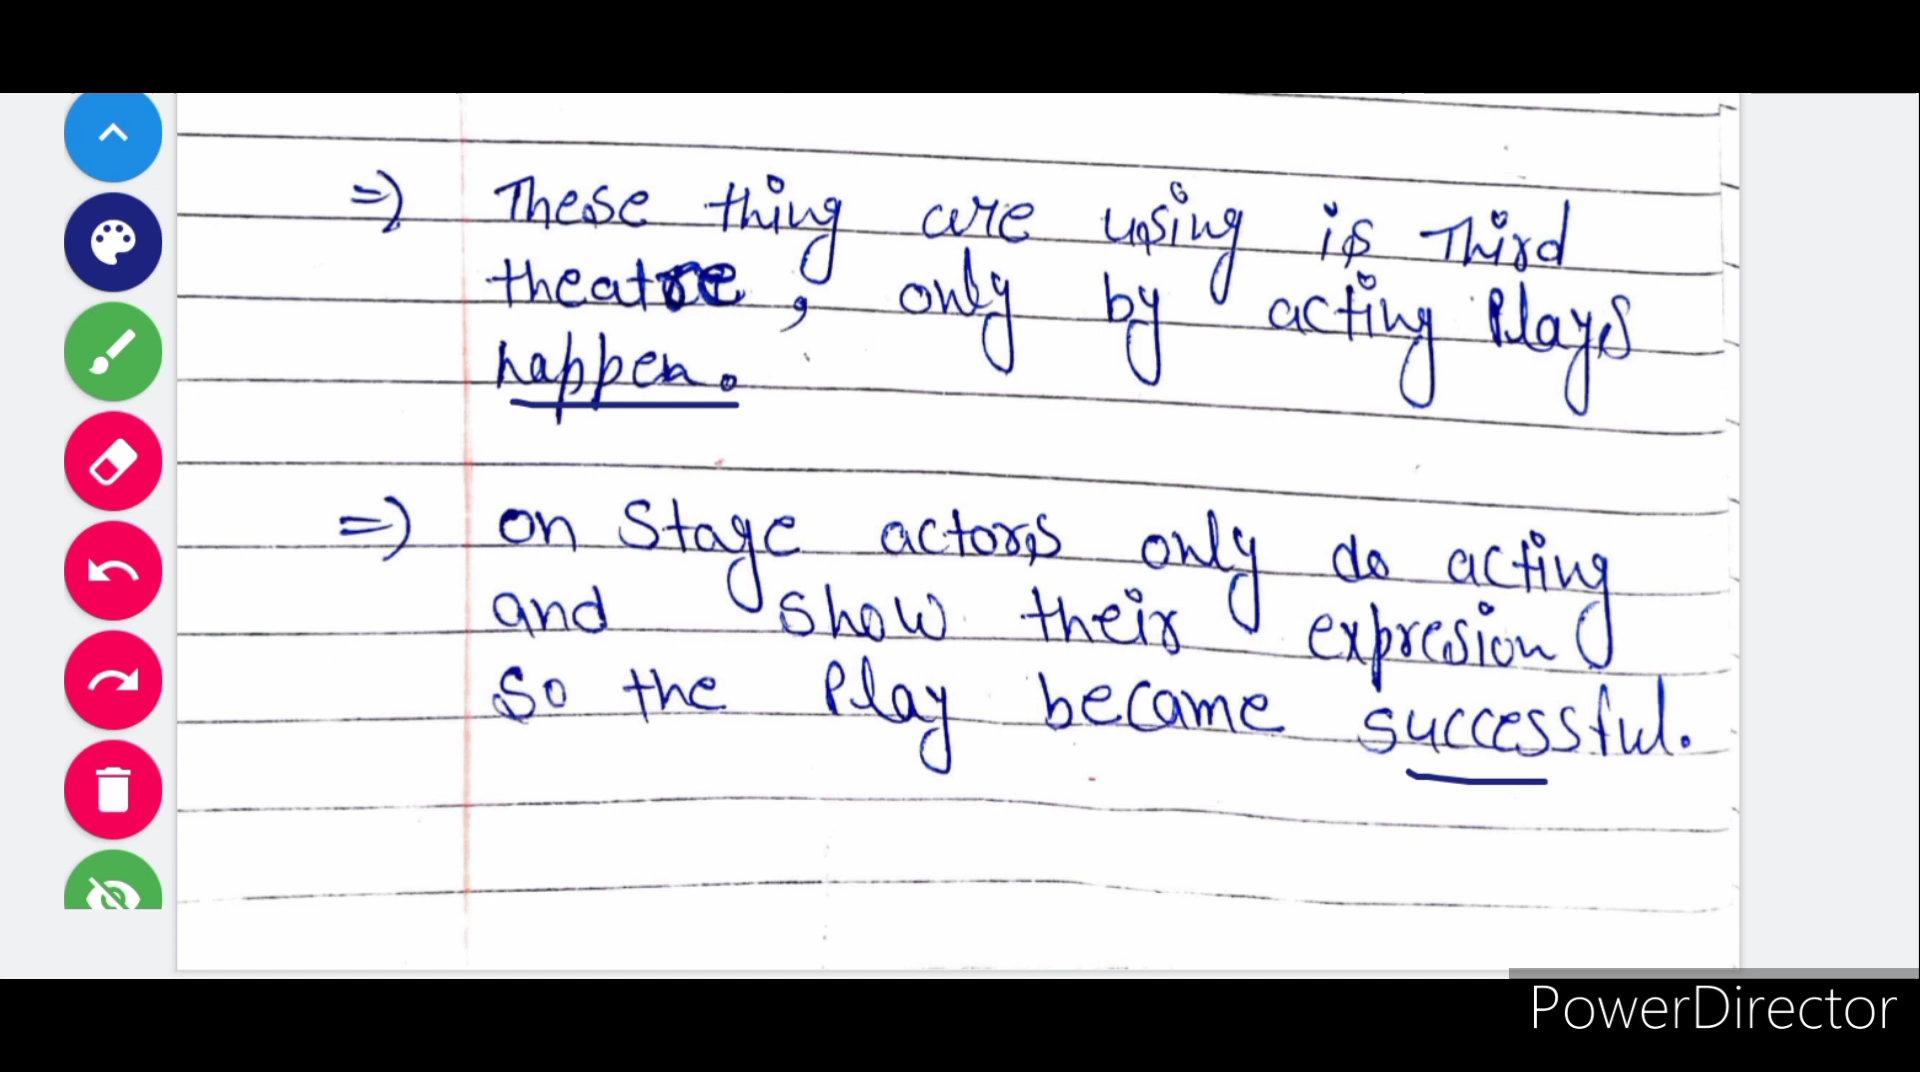 =) These thing are using is Third
theatre, only by acting Plays
happen.
=) on Stage actors only do acting
and show their expresion
so the Play became successful.
PowerDirector